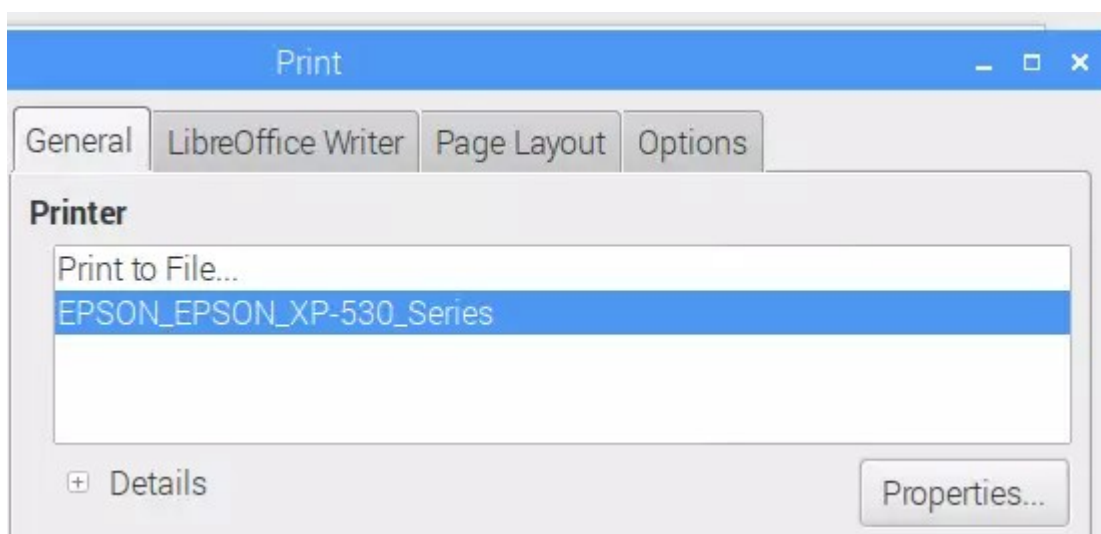 Print
General LibreOffice Writer Page Layout Options
Printer
Print to File...
EPSON_EPSON_XP-530_Series
Details
Properties...